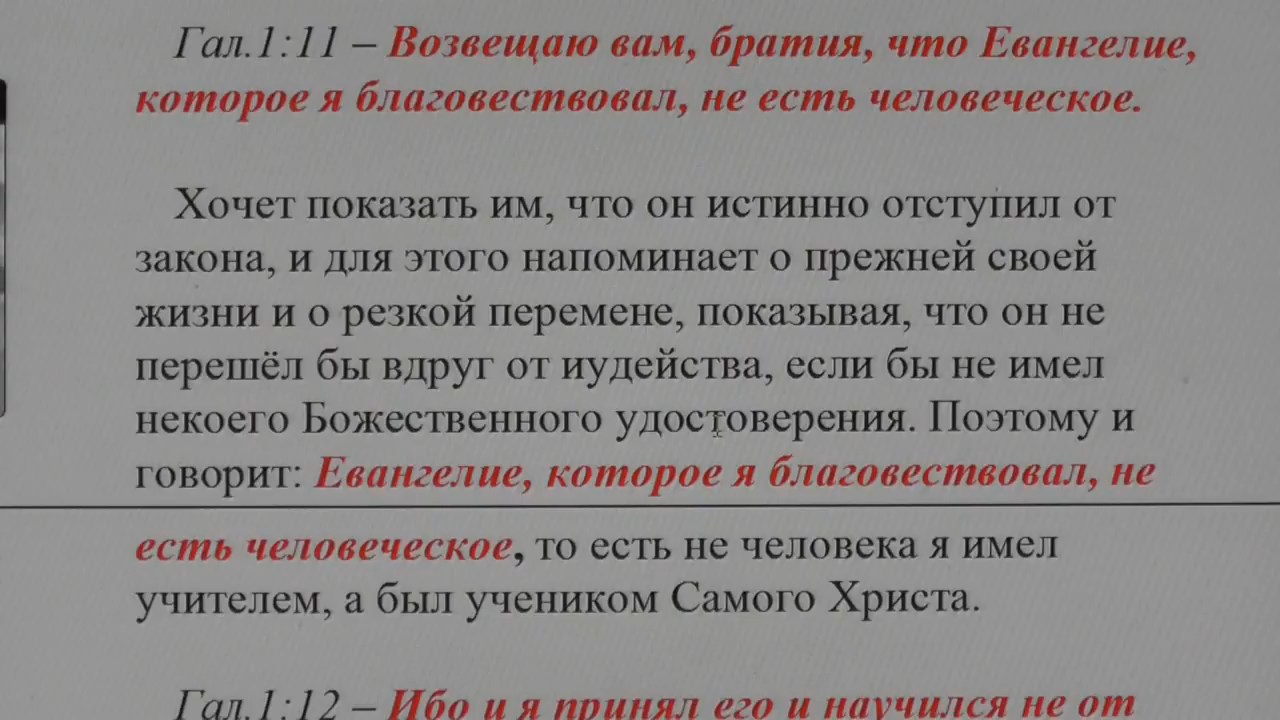 Гал.1:11 – Возвещаю вам, братия, что Евангелие,
которое я благовествовал, не есть человеческое.
Хочет показать им, что он истинно отступил от
закона, и для этого напоминает о прежней своей
жизни и о резкой перемене, показывая, что он не
перешёл бы вдруг от иудейства, если бы не имел
некоего Божественного удостоверения. Поэтому и
говорит: Евангелие, которое я благовествовал, не
есть человеческое, то есть не человека я имел
учителем, а был учеником Самого Христа.
Гал.1:12 – Ибо и я принял его и научился не от